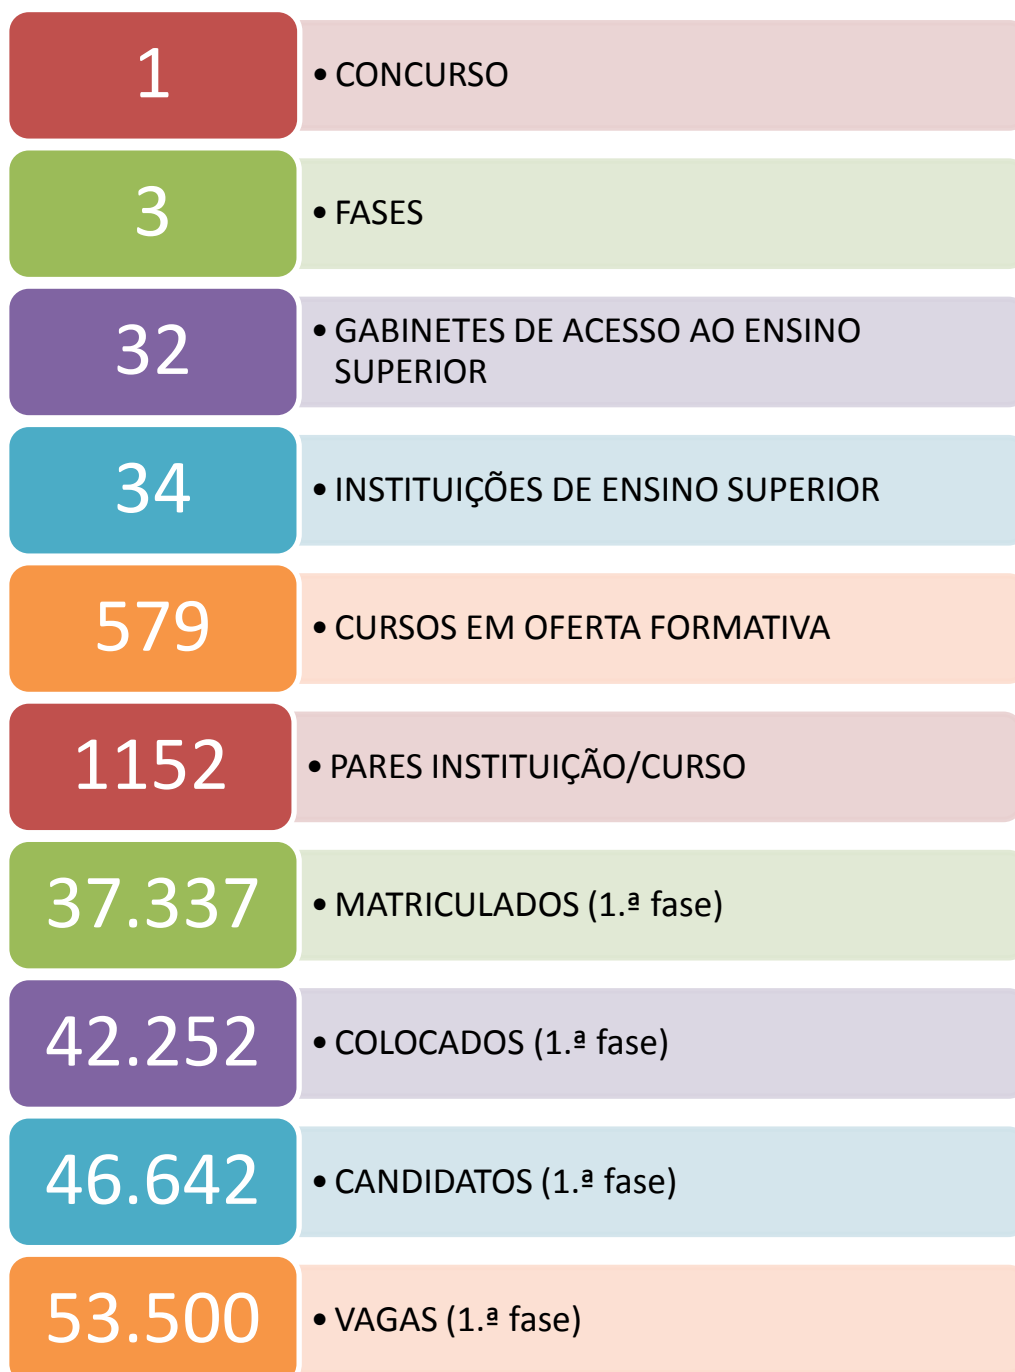 1
• CONCURSO
3
• FASES
32
• GABINETES DE ACESSO AO ENSINO
SUPERIOR
34
• INSTITUIÇÕES DE ENSINO SUPERIOR
579
• CURSOS EM OFERTA FORMATIVA
1152
• PARES INSTITUIÇÃO/CURSO
37.337
• MATRICULADOS (1.ª fase)
42.252
• COLOCADOS (1.ª fase)
46.642
• CANDIDATOS (1.ª fase)
53.500
• VAGAS (1.ª fase)